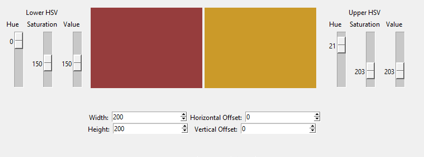 Lower HSV
Upper HSV
Hue Saturation Value
Hue Saturation Value
0
150
150
21
203
203
Width: 200 Horizontal Offset: 0
Height: 200 Vertical Offset: 0